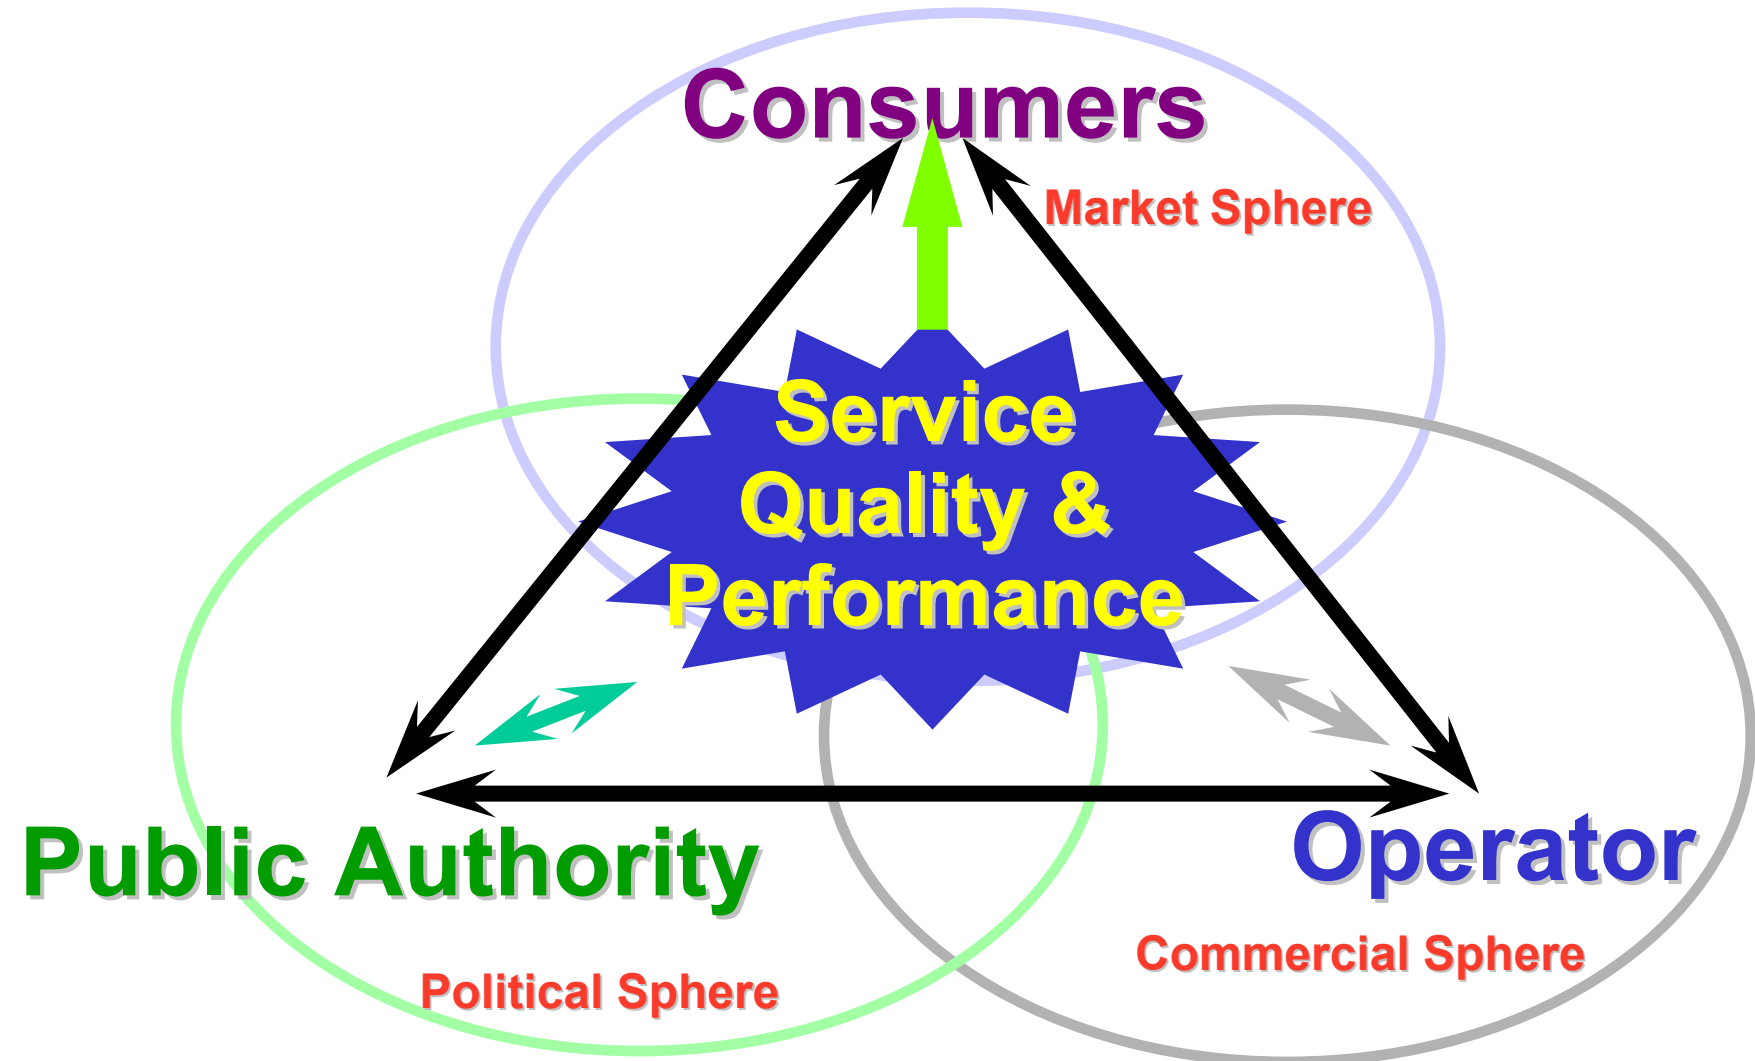 Consumers
Market Sphere
Service
Quality &
Performance
Public Authority
Operator
Political Sphere
Commercial Sphere